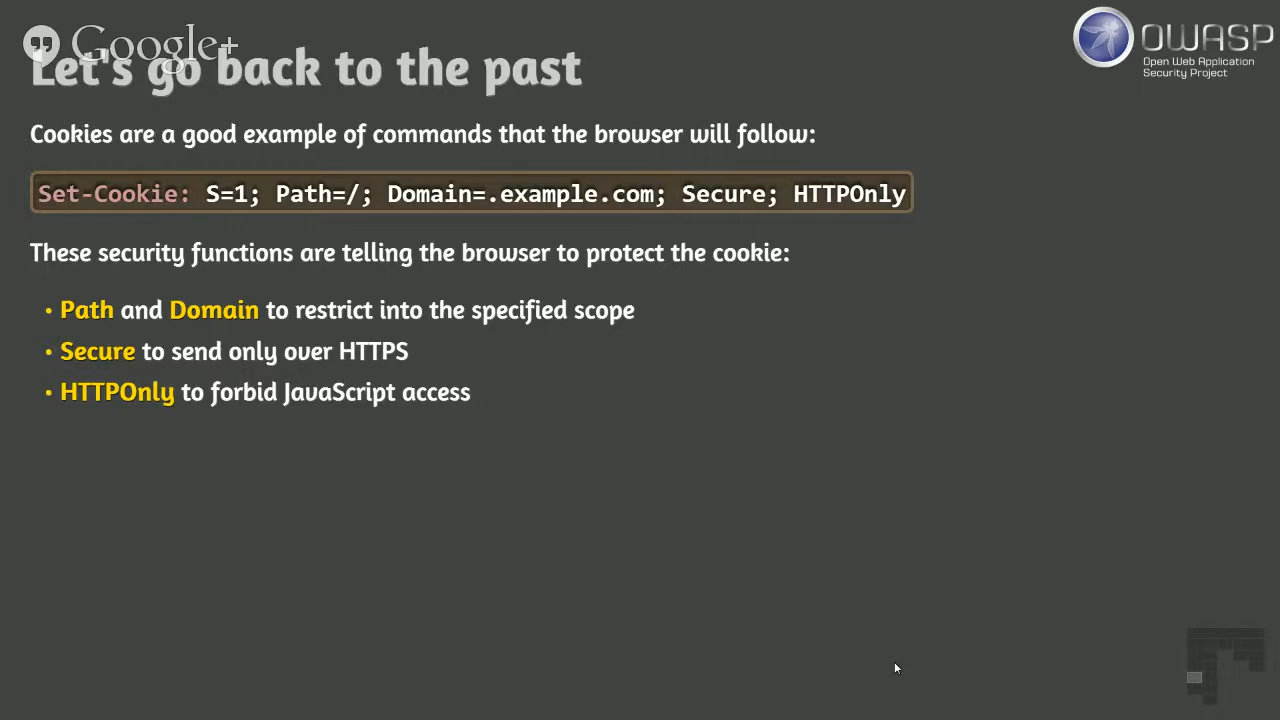 Google+
OWASP
Open Web Application
Security Project
Let's go back to the past
Cookies are a good example of commands that the browser will follow:
Set-Cookie: S=1; Path=/; Domain=.example.com; Secure; HTTPOnly
These security functions are telling the browser to protect the cookie:
• Path and Domain to restrict into the specified scope
• Secure to send only over HTTPS
• HTTPOnly to forbid JavaScript access